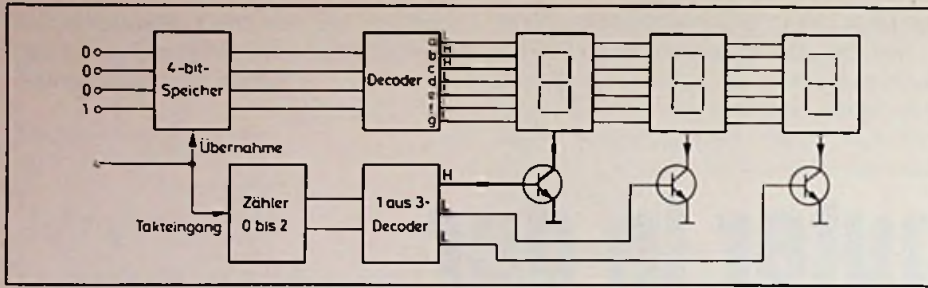 0
0
0
1
4-bit-
Speicher
Decoder
a L
b H
c H
d L
e L
f L
g L
Übernahme
Takteingang
Zähler
0 bis 2
1 aus 3-
Decoder
H
L
L